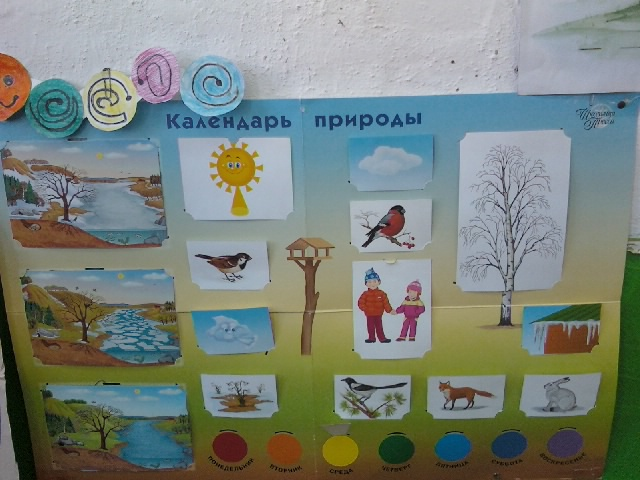 Календарь природы
ПОНЕДЕЛЬНИК
ВТОРНИК
СРЕДА
ЧЕТВЕРГ
ПЯТНИЦА
СУББОТА
ВОСКРЕСЕНЬЕ